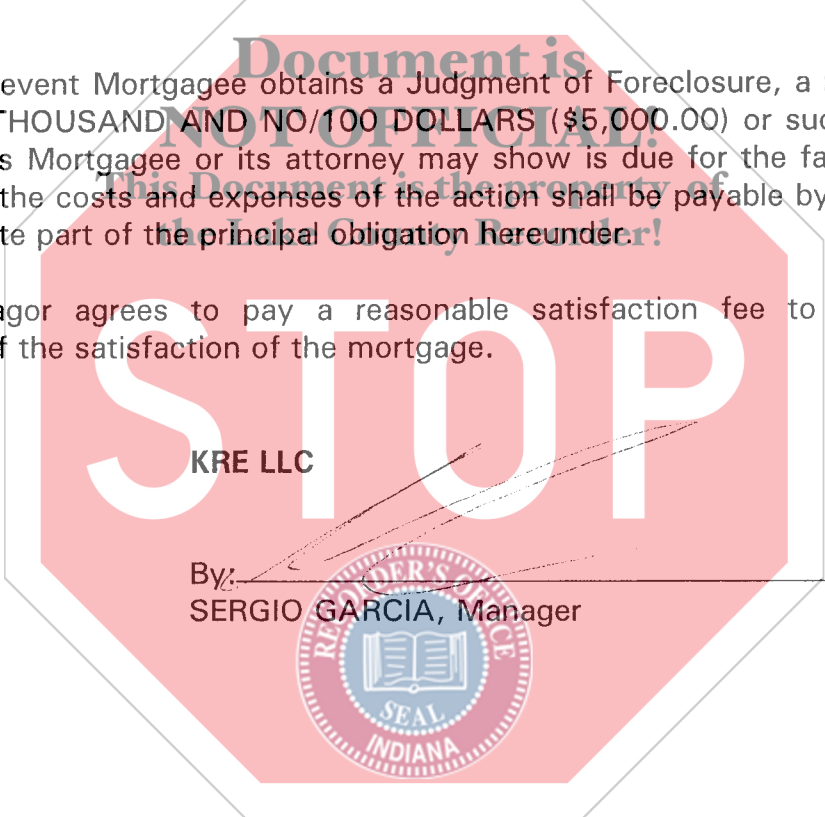 Document is
event Mortgagee obtains a Judgment of Foreclosure, a
THOUSAND AND NO/100 DOLLARS ($5,000.00) or suc
NOT OFFICIAL!
s Mortgagee or its attorney may show is due for the fa
This Document is the property of
the costs and expenses of the action shall be payable by
te part of the principal obligation hereunder.
the Lake County Recorder!
agor agrees to pay a reasonable satisfaction fee to
f the satisfaction of the mortgage.
STOP
KRE LLC
By:
SERGIO GARCIA, Manager
RECORDER'S OFFICE
SEAL
INDIANA